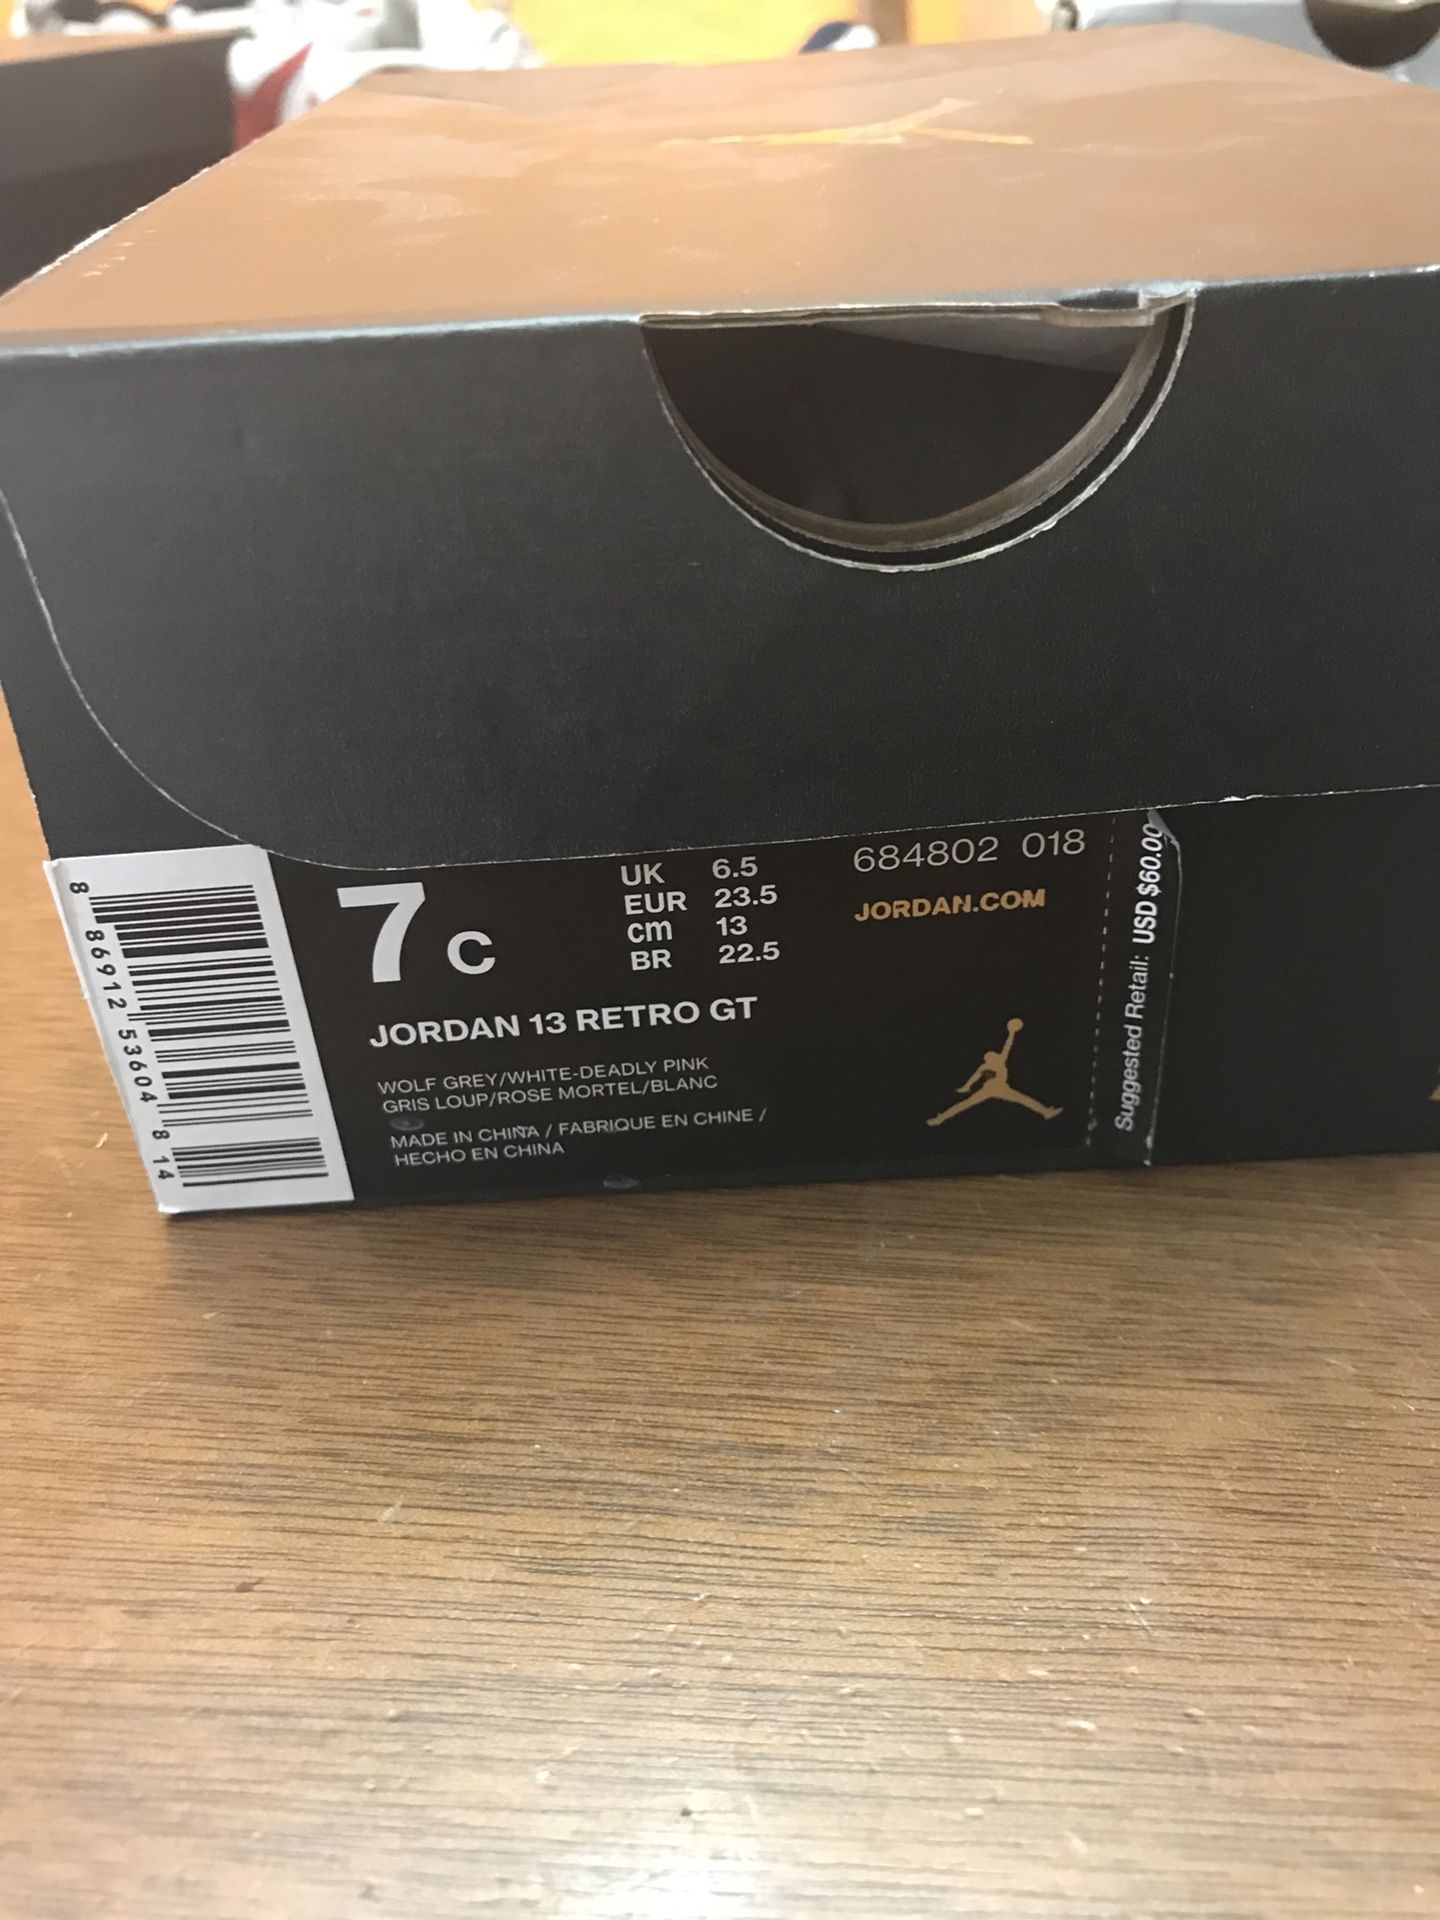 8 86912 53604 8 14
7 C
UK 6.5
EUR 23.5
cm 13
BR 22.5
684802 018
JORDAN.COM
JORDAN 13 RETRO GT
WOLF GREY/WHITE-DEADLY PINK
GRIS LOUP/ROSE MORTEL/BLANC
MADE IN CHINA / FABRIQUE EN CHINE /
HECHO EN CHINA
Suggested Retail: USD $60.00